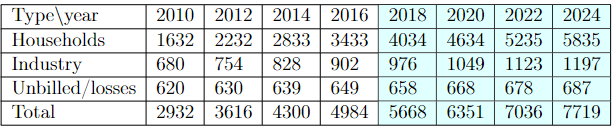 Type\year 2010 2012 2014 2016 2018 2020 2022 2024
Households 1632 2232 2833 3433 4034 4634 5235 5835
Industry 680 754 828 902 976 1049 1123 1197
Unbilled/losses 620 630 639 649 658 668 678 687
Total 2932 3616 4300 4984 5668 6351 7036 7719